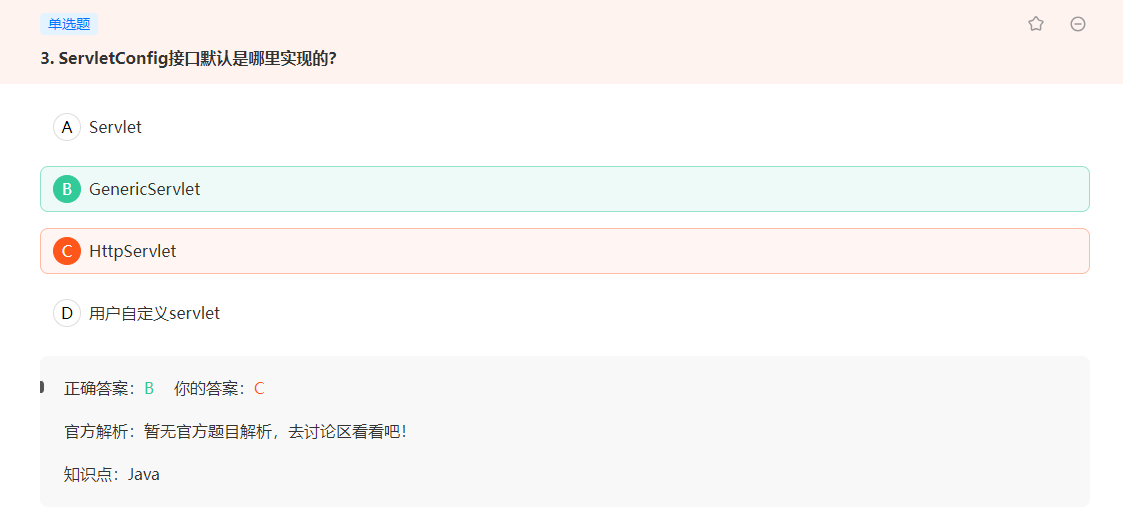 单选题
3. ServletConfig接口默认是哪里实现的?
A Servlet
B GenericServlet
C HttpServlet
D 用户自定义servlet
正确答案：B 你的答案：C
官方解析：暂无官方题目解析，去讨论区看看吧！
知识点：Java